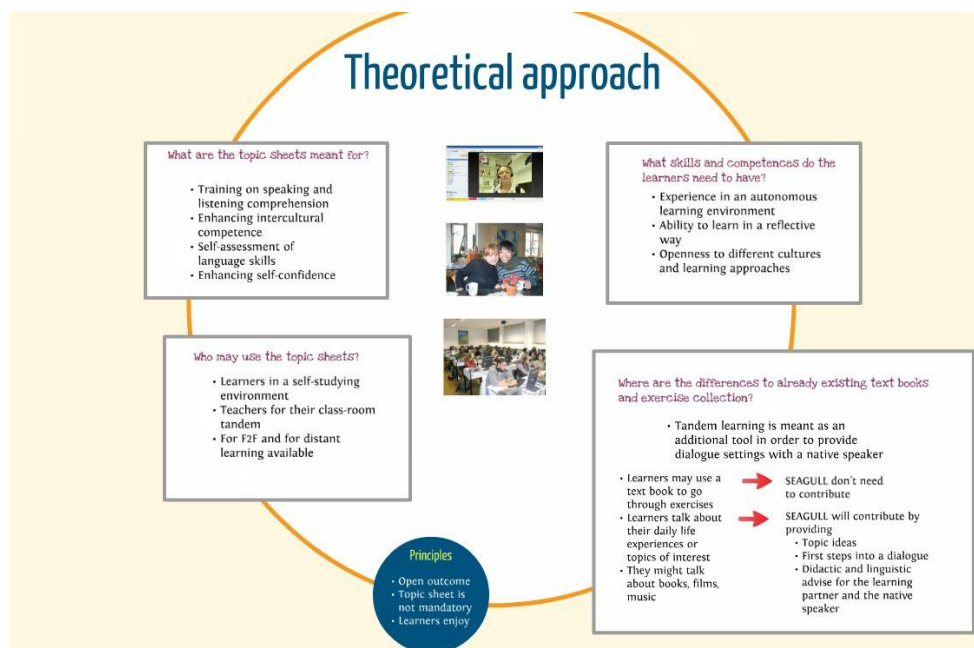 Theoretical approach
What are the topic sheets meant for?
• Training on speaking and
listening comprehension
• Enhancing intercultural
competence
• Self-assessment of
language skills
• Enhancing self-confidence
What skills and competences do the
learners need to have?
• Experience in an autonomous
learning environment
• Ability to learn in a reflective
way
• Openness to different cultures
and learning approaches
Who may use the topic sheets?
• Learners in a self-studying
environment
• Teachers for their class-room
tandem
• For F2F and for distant
learning available
Where are the differences to already existing text books
and exercise collection?
• Tandem learning is meant as an
additional tool in order to provide
dialogue settings with a native speaker
• Learners may use a
text book to go
through exercises
• Learners talk about
their daily life
experiences or
topics of interest
• They might talk
about books, films,
music
SEAGULL don't need
to contribute
SEAGULL will contribute by
providing
• Topic ideas
• First steps into a dialogue
• Didactic and linguistic
advise for the learning
partner and the native
speaker
Principles
• Open outcome
• Topic sheet is
not mandatory
• Learners enjoy